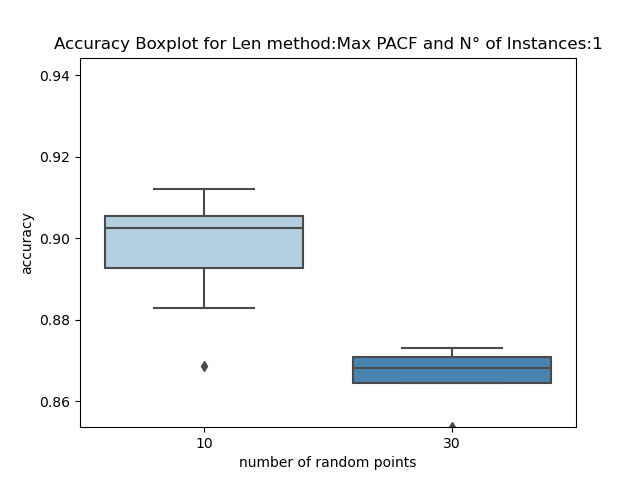 Accuracy Boxplot for Len method:Max PACF and N° of Instances:1
0.94
0.92
0.90
0.88
0.86
accuracy
10 30
number of random points